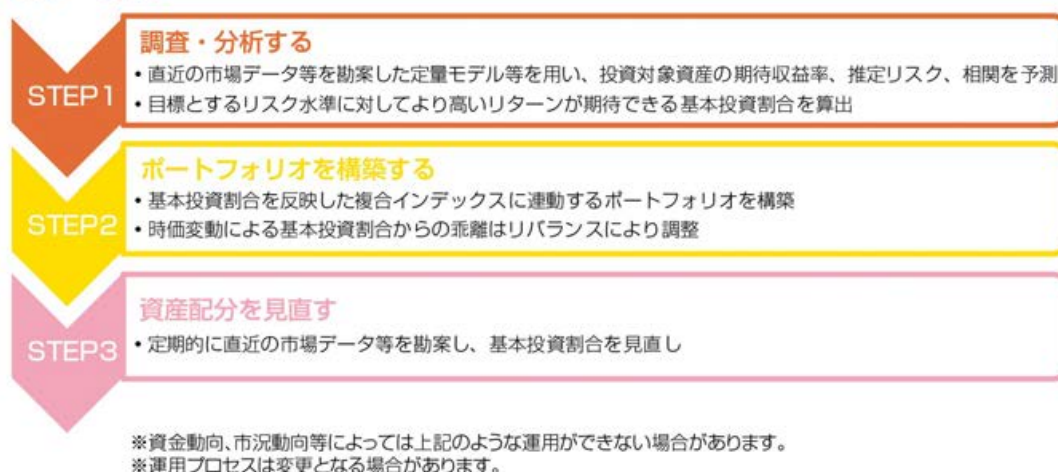 調査・分析する
STEP1
• 直近の市場データ等を勘案した定量モデル等を用い、投資対象資産の期待収益率、推定リスク、相関を予測
• 目標とするリスク水準に対してより高いリターンが期待できる基本投資割合を算出
ポートフォリオを構築する
STEP2
• 基本投資割合を反映した複合インデックスに連動するポートフォリオを構築
• 時価変動による基本投資割合からの乖離はリバランスにより調整
資産配分を見直す
STEP3
• 定期的に直近の市場データ等を勘案し、基本投資割合を見直し
※資金動向、市況動向等によっては上記のような運用ができない場合があります。
※運用プロセスは変更となる場合があります。